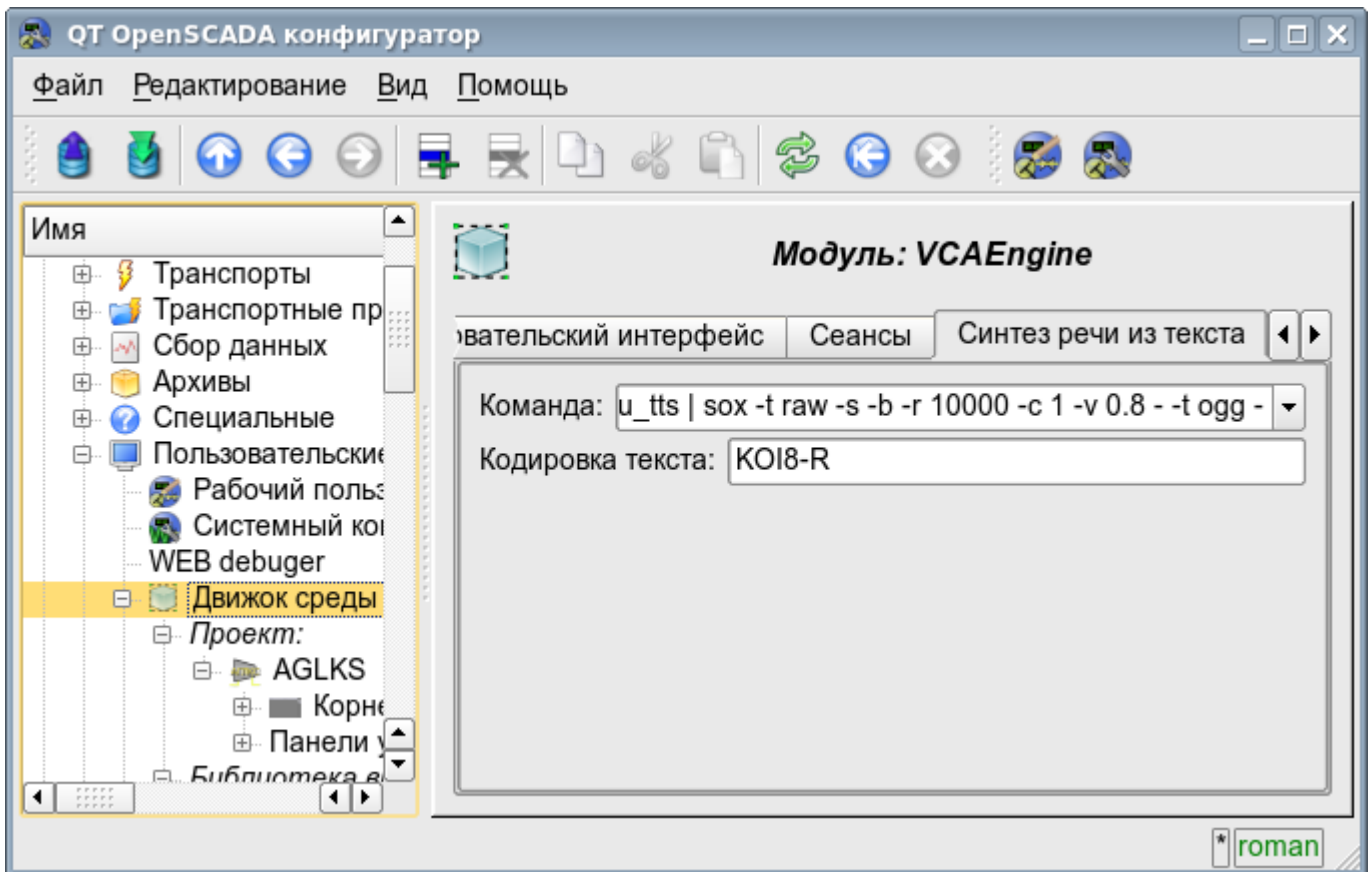 QT OpenSCADA конфигуратор
Файл Редактирование Вид Помощь
Имя
Транспорты
Транспортные пр
Сбор данных
Архивы
Специальные
Пользовательские
Рабочий польз
Системный ко
WEB debuger
Движок среды
Проект:
AGLKS
Корне
Панели у
Библиотека в
Модуль: VCAEngine
овательский интерфейс Сеансы Синтез речи из текста
Команда: u_tts | sox -t raw -s -b -r 10000 -c 1 -v 0.8 - -t ogg -
Кодировка текста: KOI8-R
* roman